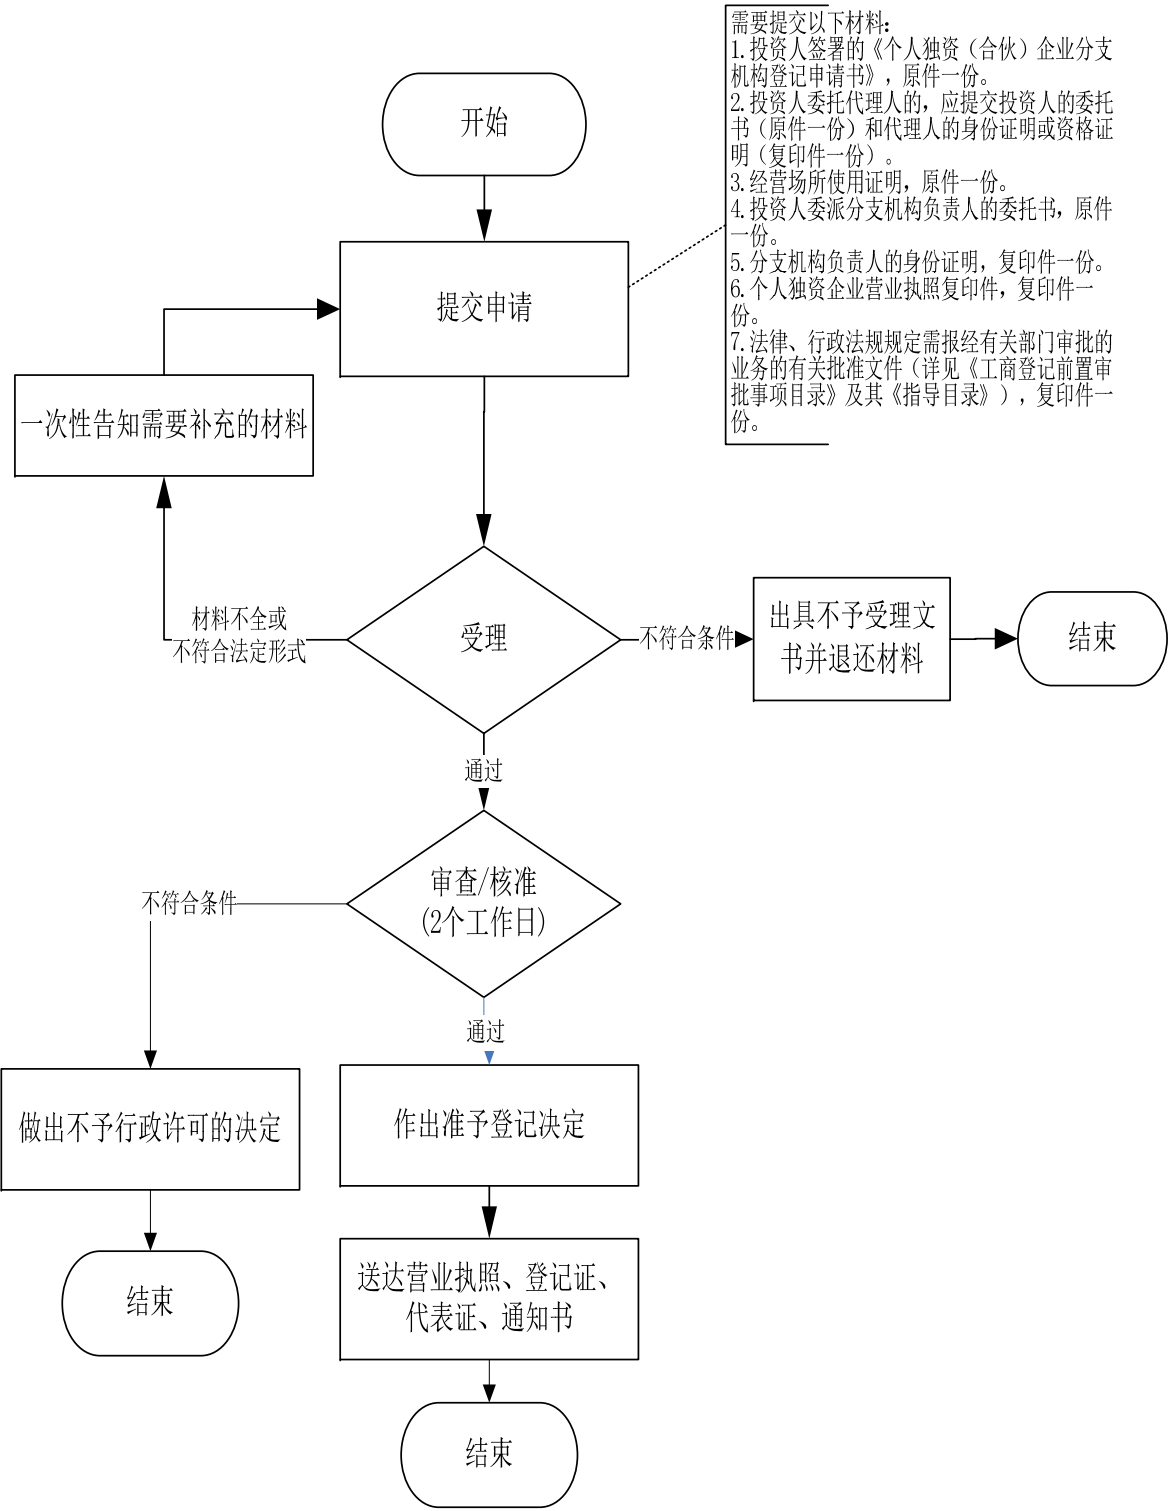 需要提交以下材料：
1.投资人签署的《个人独资（合伙）企业分支
机构登记申请书》，原件一份。
2.投资人委托代理人的，应提交投资人的委托
书（原件一份）和代理人的身份证明或资格证
明（复印件一份）。
3.经营场所使用证明，原件一份。
4.投资人委派分支机构负责人的委托书，原件
一份。
5.分支机构负责人的身份证明，复印件一份。
6.个人独资企业营业执照复印件，复印件一
份。
7.法律、行政法规规定需报经有关部门审批的
业务的有关批准文件（详见《工商登记前置审
批事项目录》及其《指导目录》），复印件一
份。
开始
提交申请
一次性告知需要补充的材料
材料不全或
不符合法定形式
受理
不符合条件
出具不予受理文
书并退还材料
结束
通过
审查/核准
(2个工作日)
不符合条件
通过
做出不予行政许可的决定
作出准予登记决定
结束
送达营业执照、登记证、
代表证、通知书
结束